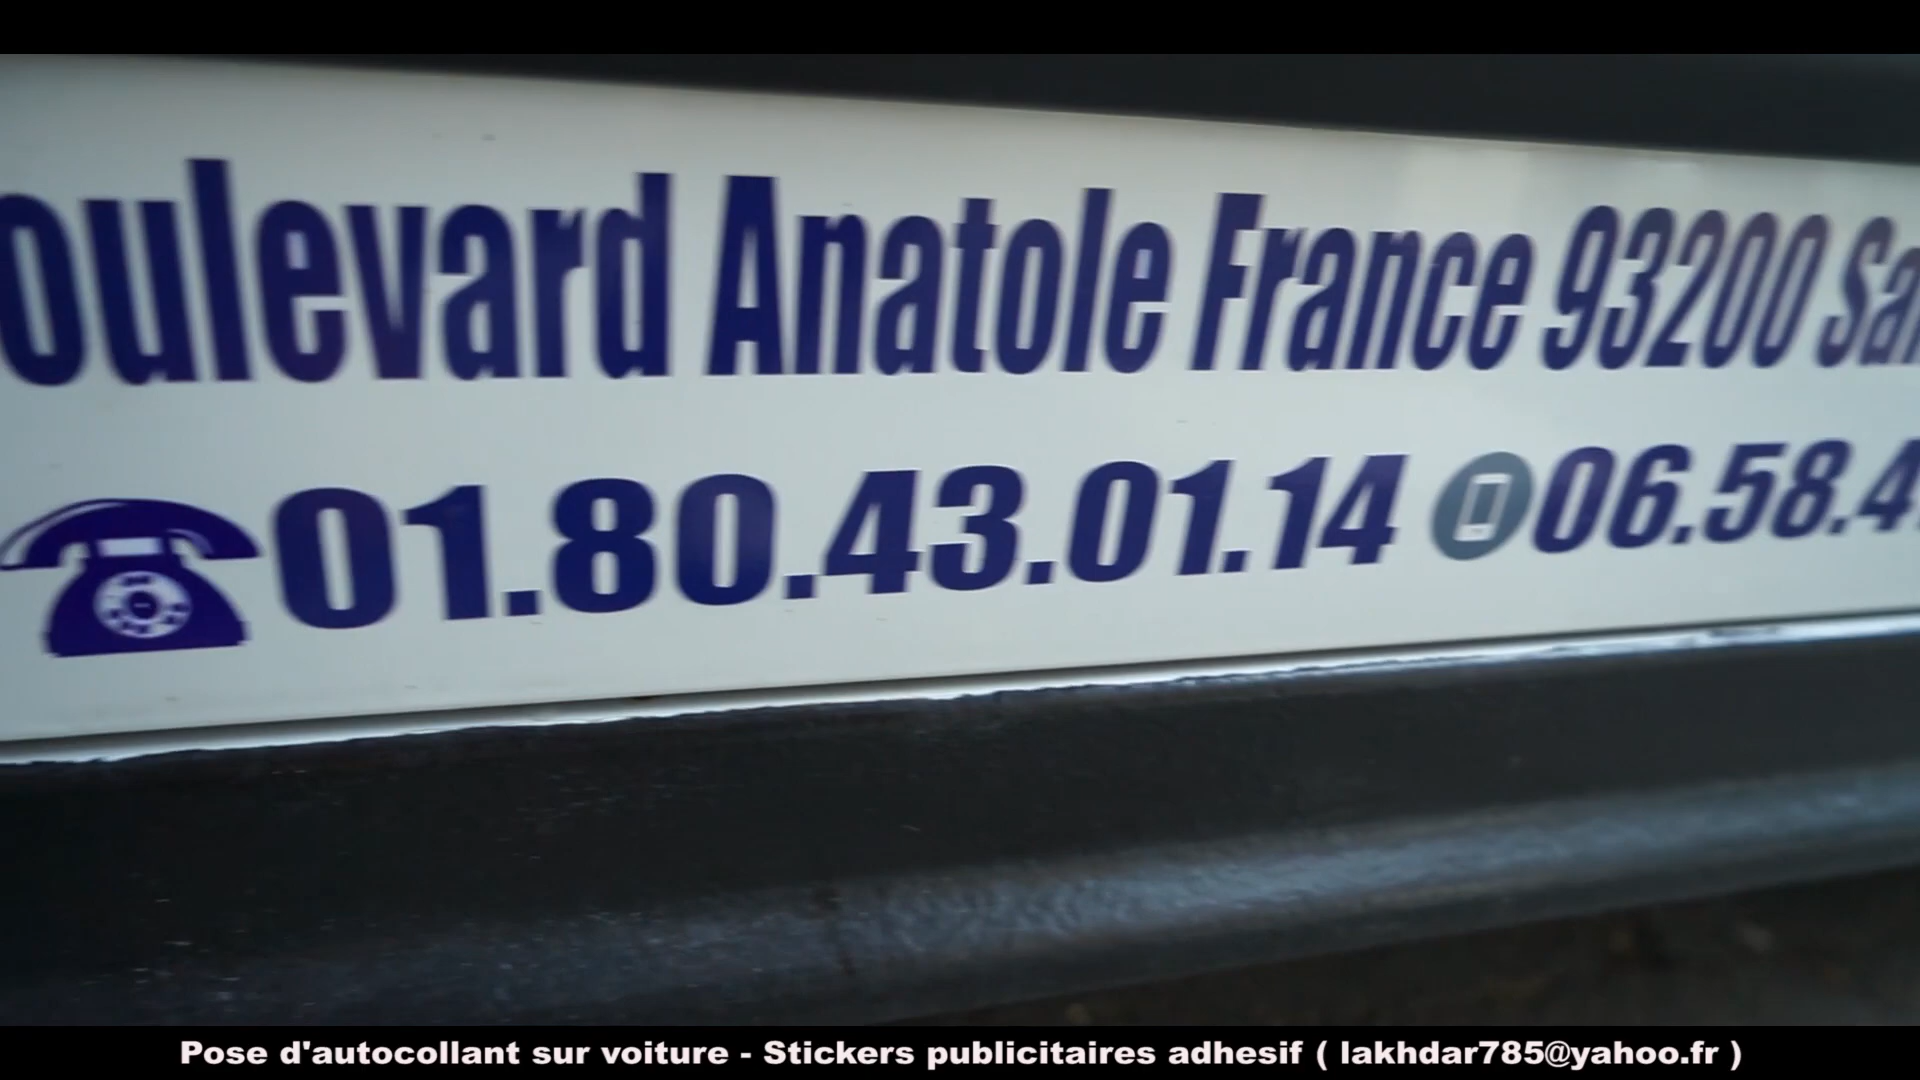 oulevard Anatole France 93200 Sa
01.80.43.01.14 06.58.4
Pose d'autocollant sur voiture - Stickers publicitaires adhesif ( lakhdar785@yahoo.fr )